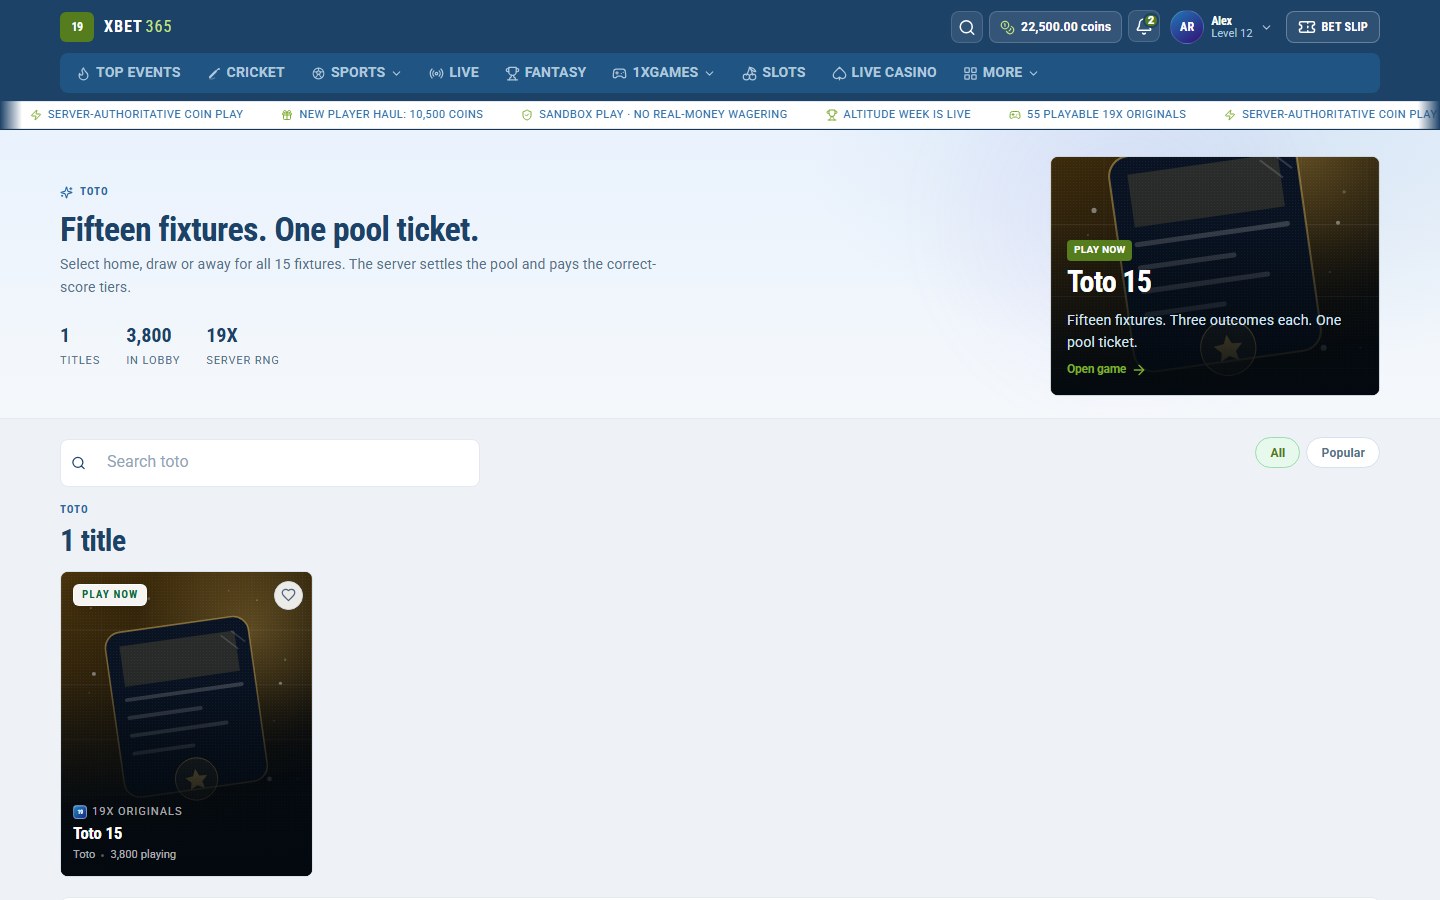 19 XBET 365
22,500.00 coins
2
AR
Alex
Level 12
BET SLIP
TOP EVENTS CRICKET SPORTS LIVE FANTASY 1XGAMES SLOTS LIVE CASINO MORE
SERVER-AUTHORITATIVE COIN PLAY NEW PLAYER HAUL: 10,500 COINS SANDBOX PLAY · NO REAL-MONEY WAGERING ALTITUDE WEEK IS LIVE 55 PLAYABLE 19X ORIGINALS SERVER-AUTHORITATIVE COIN PLAY
TOTO
Fifteen fixtures. One pool ticket.
Select home, draw or away for all 15 fixtures. The server settles the pool and pays the correct-
score tiers.
1 3,800 19X
TITLES IN LOBBY SERVER RNG
PLAY NOW
Toto 15
Fifteen fixtures. Three outcomes each. One
pool ticket.
Open game
Search toto
All Popular
TOTO
1 title
PLAY NOW
19 19X ORIGINALS
Toto 15
Toto • 3,800 playing